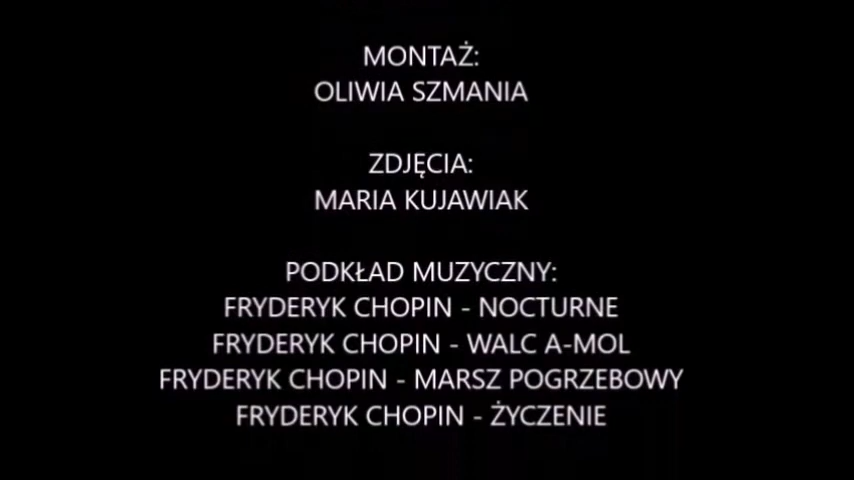 MONTAŻ:
OLIWIA SZMANIA
ZDJĘCIA:
MARIA KUJAWIAK
PODKŁAD MUZYCZNY:
FRYDERYK CHOPIN - NOCTURNE
FRYDERYK CHOPIN - WALC A-MOL
FRYDERYK CHOPIN - MARSZ POGRZEBOWY
FRYDERYK CHOPIN - ŻYCZENIE